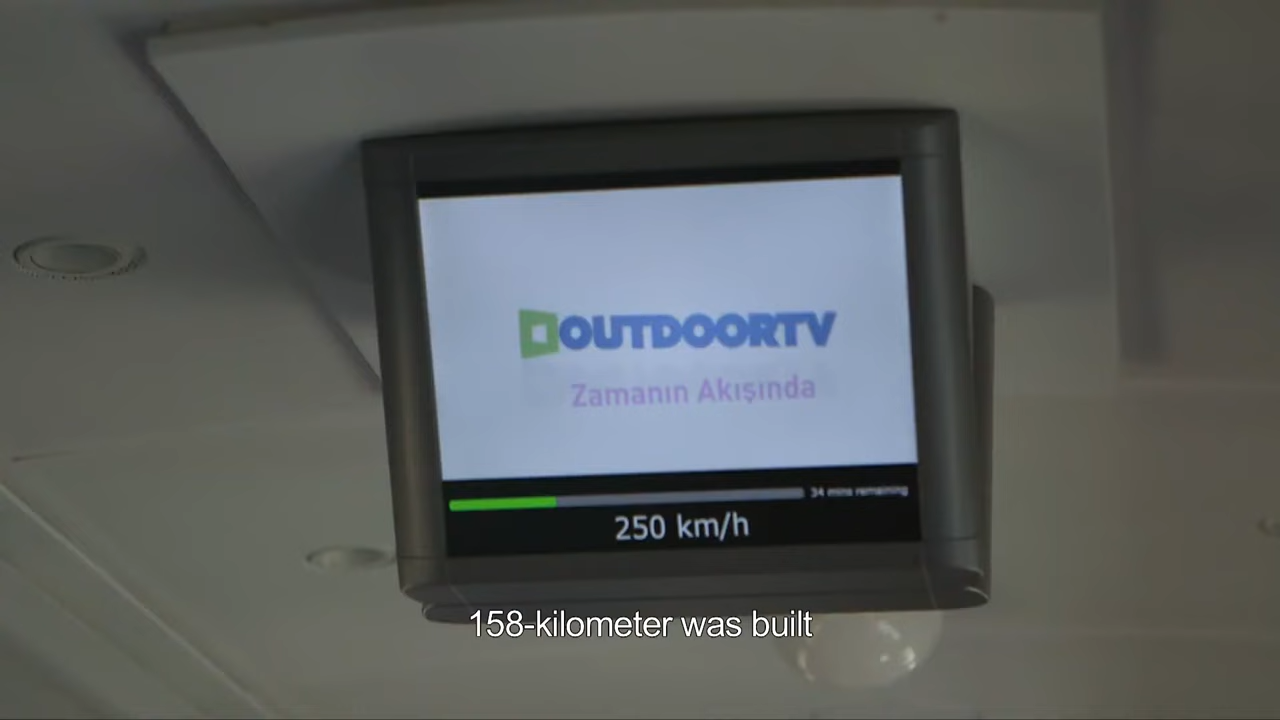 OUTDOORTV
Zamanın Akışında
34 mins remaining
250 km/h
158-kilometer was built